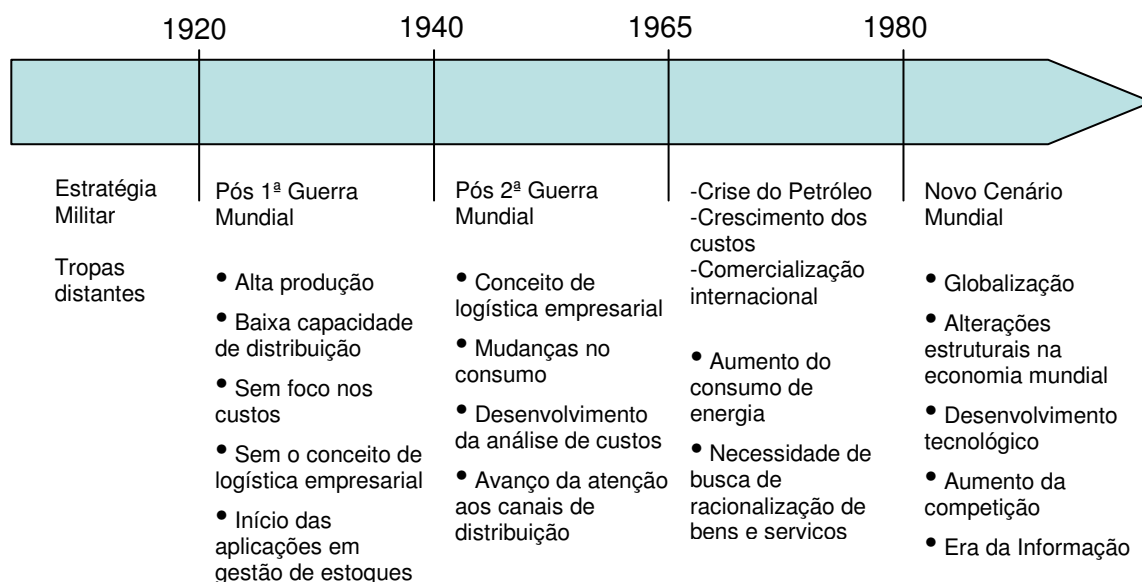 1920
1940
1965
1980
Estratégia
Militar
Tropas
distantes
Pós 1ª Guerra
Mundial
• Alta produção
• Baixa capacidade
de distribuição
• Sem foco nos
custos
• Sem o conceito de
logística empresarial
• Início das
aplicações em
gestão de estoques
Pós 2ª Guerra
Mundial
• Conceito de
logística empresarial
• Mudanças no
consumo
• Desenvolvimento
da análise de custos
• Avanço da atenção
aos canais de
distribuição
-Crise do Petróleo
-Crescimento dos
custos
-Comercialização
internacional
• Aumento do
consumo de
energia
• Necessidade de
busca de
racionalização de
bens e servicos
Novo Cenário
Mundial
• Globalização
• Alterações
estruturais na
economia mundial
• Desenvolvimento
tecnológico
• Aumento da
competição
• Era da Informação